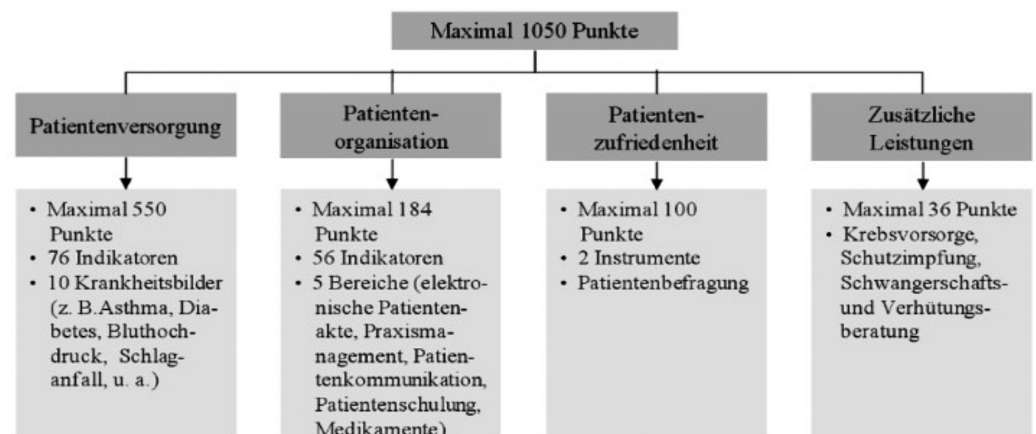 Maximal 1050 Punkte
Patientenversorgung
Patienten-
organisation
Patienten-
zufriedenheit
Zusätzliche
Leistungen
• Maximal 550
Punkte
• 76 Indikatoren
• 10 Krankheitsbilder
(z. B.Asthma, Dia-
betes, Bluthoch-
druck, Schlag-
anfall, u. a.)
• Maximal 184
Punkte
• 56 Indikatoren
• 5 Bereiche (elektro-
nische Patienten-
akte, Praxisma-
nagement, Patien-
tenkommunikation,
Patientenschulung,
Medikamente)
• Maximal 100
Punkte
• 2 Instrumente
• Patientenbefragung
• Maximal 36 Punkte
• Krebsvorsorge,
Schutzimpfung,
Schwangerschafts-
und Verhütungs-
beratung